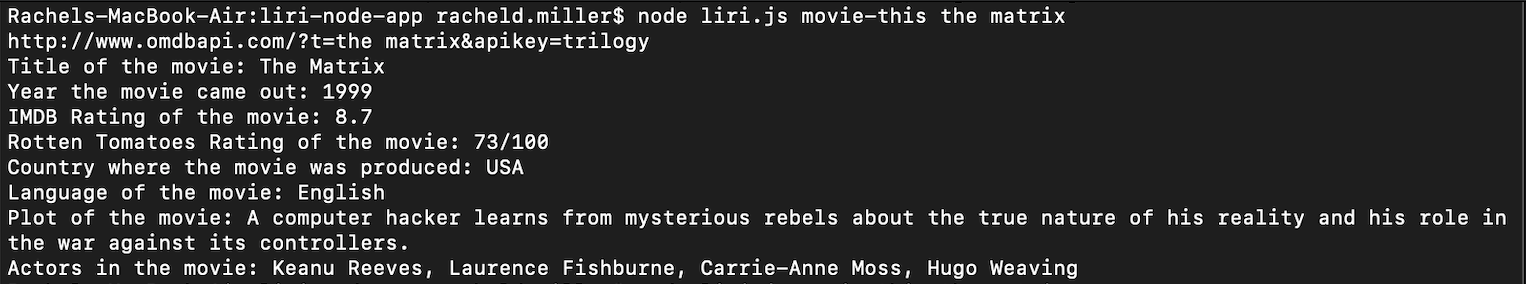 Rachels-MacBook-Air:liri-node-app racheld.miller$ node liri.js movie-this the matrix
http://www.omdbapi.com/?t=the matrix&apikey=trilogy
Title of the movie: The Matrix
Year the movie came out: 1999
IMDB Rating of the movie: 8.7
Rotten Tomatoes Rating of the movie: 73/100
Country where the movie was produced: USA
Language of the movie: English
Plot of the movie: A computer hacker learns from mysterious rebels about the true nature of his reality and his role in
the war against its controllers.
Actors in the movie: Keanu Reeves, Laurence Fishburne, Carrie-Anne Moss, Hugo Weaving